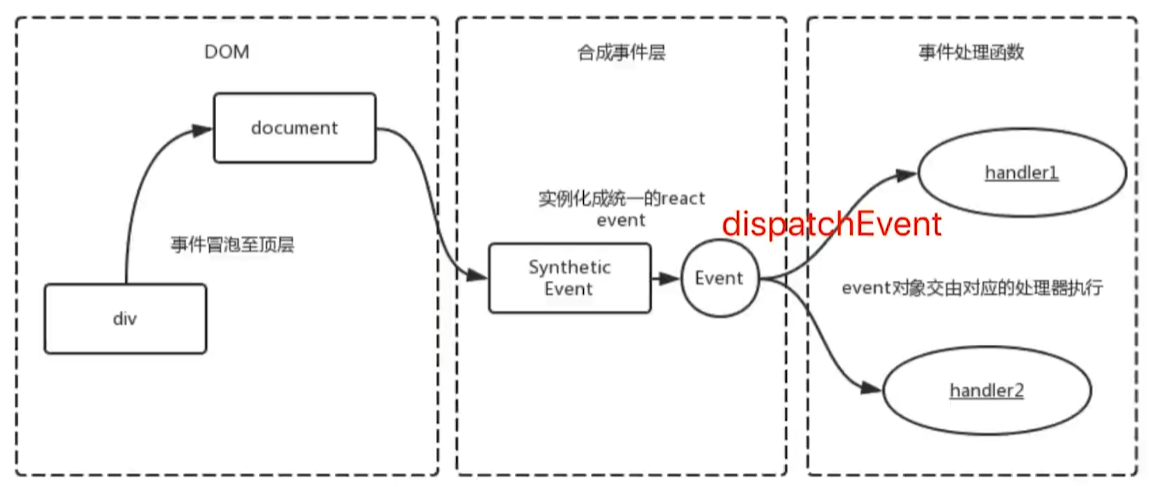 DOM
document
事件冒泡至顶层
div
合成事件层
实例化成统一的react
event
Synthetic
Event
Event
dispatchEvent
事件处理函数
handler1
event对象交由对应的处理器执行
handler2